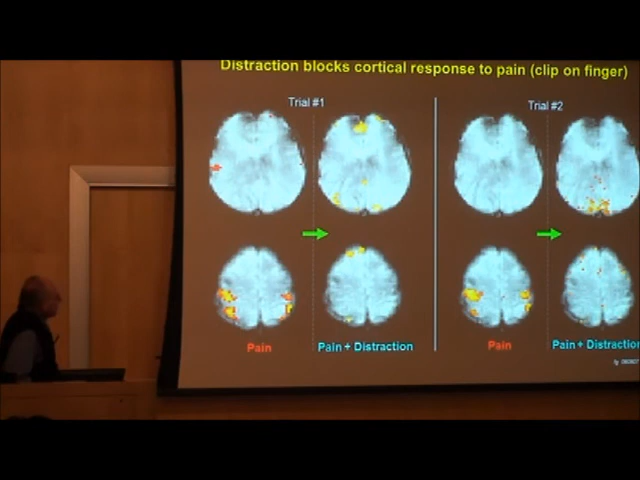 Distraction blocks cortical response to pain (clip on finger)
Trial #1
Trial #2
Pain
Pain + Distraction
Pain
Pain + Distraction